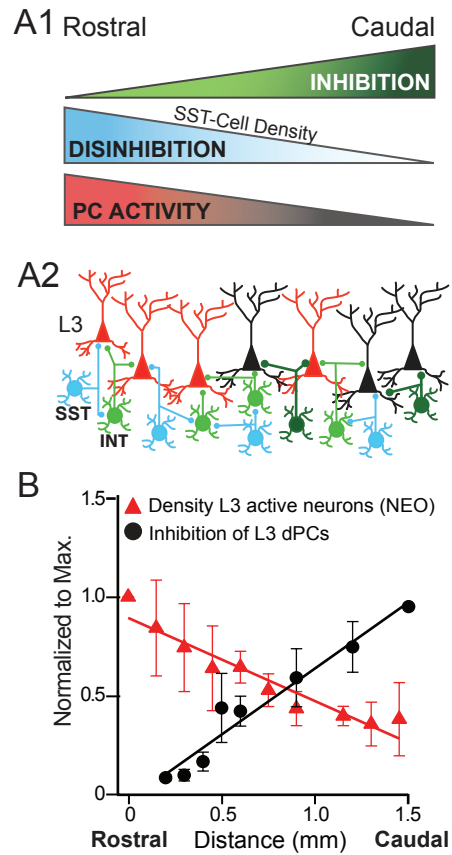 A1 Rostral Caudal
INHIBITION
SST-Cell Density
DISINHIBITION
PC ACTIVITY
A2
L3
SST
INT
B
1.5
Density L3 active neurons (NEO)
Inhibition of L3 dPCs
1.0
Normalized to Max.
0.5
0
0 0.5 1.0 1.5
Rostral Distance (mm) Caudal